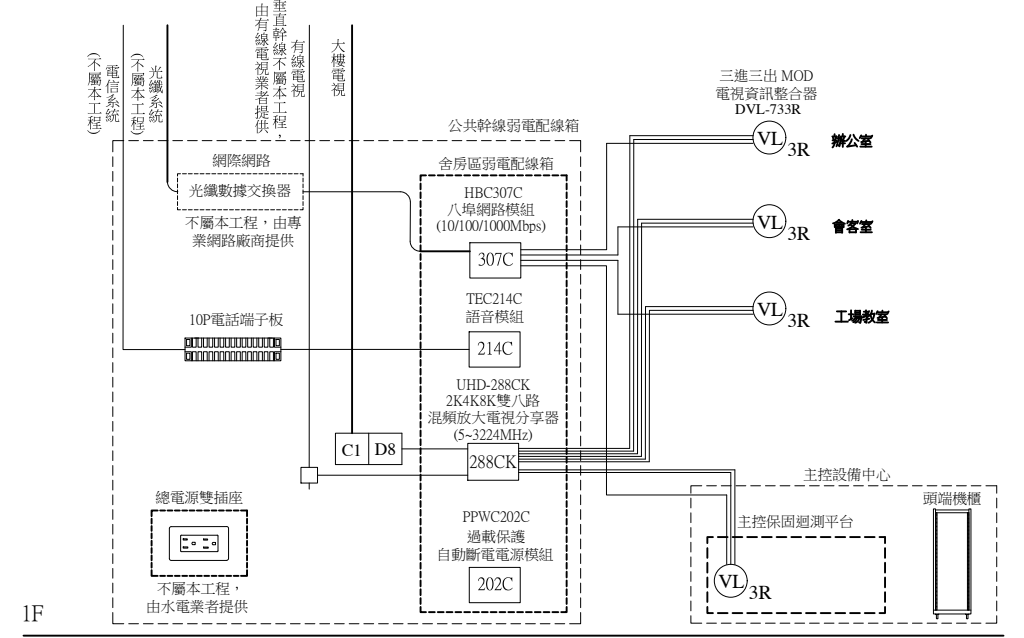 電信系統
(不屬本工程)
光纖系統
(不屬本工程)
垂直幹線不屬本工程，
由有線電視業者提供
有線電視
大樓電視
公共幹線弱電配線箱
網際網路
光纖數據交換器
不屬本工程，由專
業網路廠商提供
舍房區弱電配線箱
HBC307C
八埠網路模組
(10/100/1000Mbps)
307C
TEC214C
語音模組
214C
10P電話端子板
UHD-288CK
2K4K8K雙八路
混頻放大電視分享器
(5~3224MHz)
288CK
C1 D8
總電源雙插座
不屬本工程，
由水電業者提供
PPWC202C
過載保護
自動斷電電源模組
202C
三進三出 MOD
電視資訊整合器
DVL-733R
VL 3R 辦公室
VL 3R 會客室
VL 3R 工場教室
主控設備中心
主控保固迴測平台
VL 3R
頭端機櫃
1F